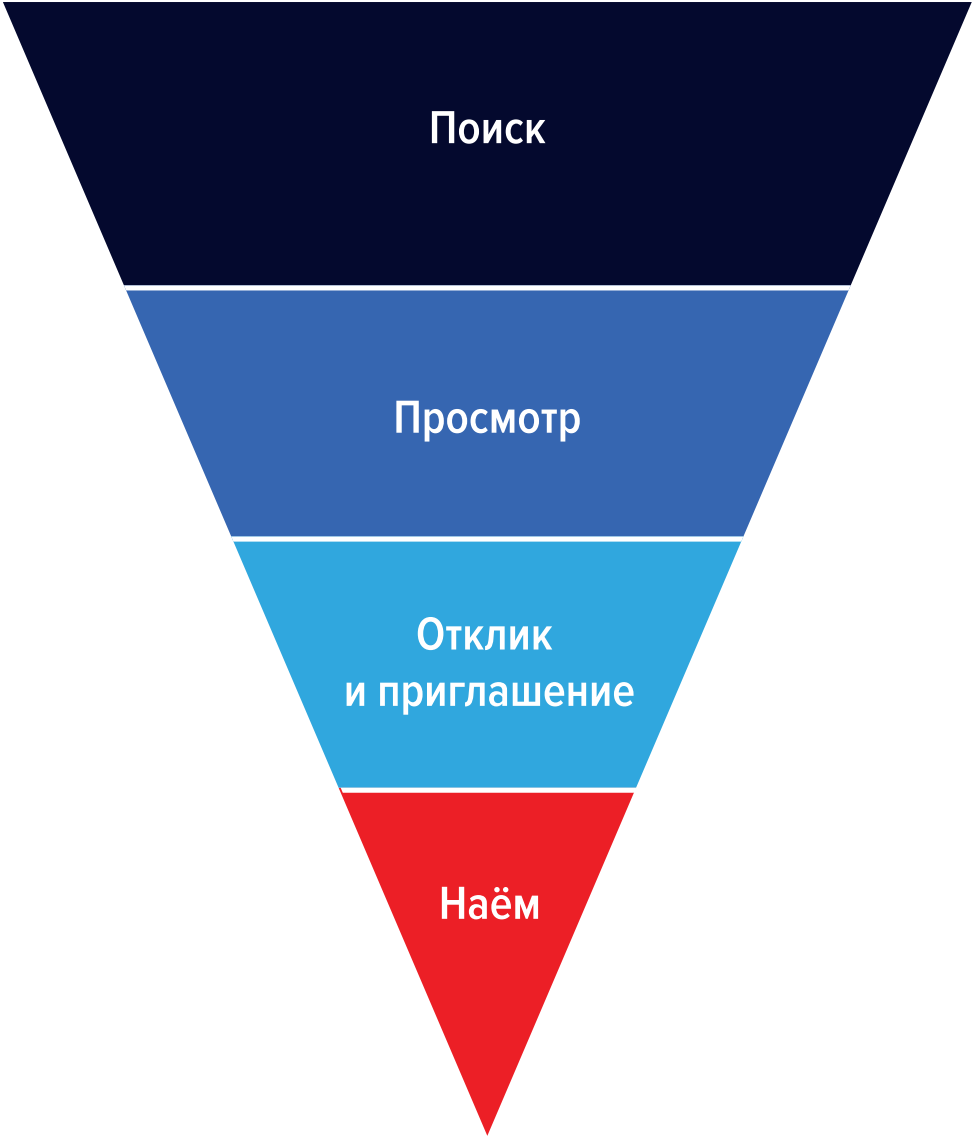 Поиск
Просмотр
Отклик
и приглашение
Наём